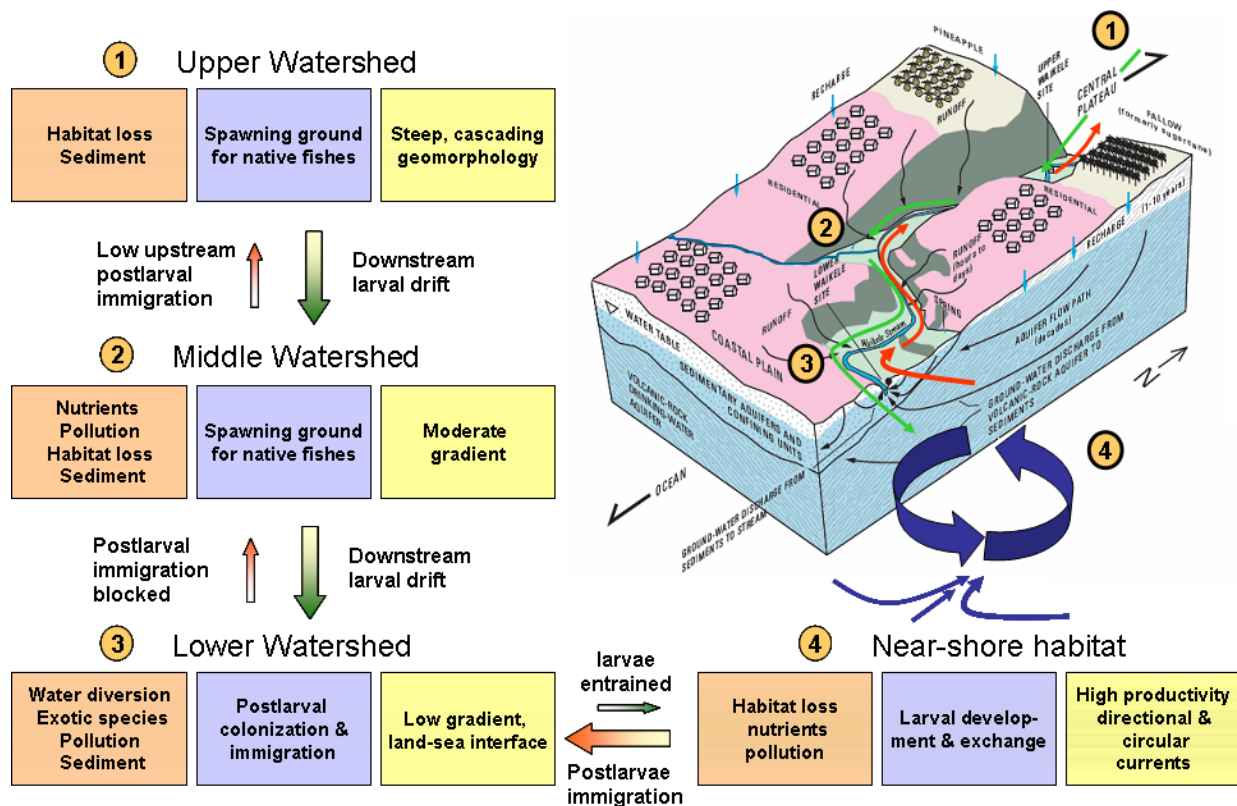 1
Upper Watershed
Habitat loss
Sediment
Spawning ground
for native fishes
Steep, cascading
geomorphology
Low upstream
postlarval
immigration
Downstream
larval drift
2
Middle Watershed
Nutrients
Pollution
Habitat loss
Sediment
Spawning ground
for native fishes
Moderate
gradient
Postlarval
immigration
blocked
Downstream
larval drift
3
Lower Watershed
Water diversion
Exotic species
Pollution
Sediment
Postlarval
colonization &
immigration
Low gradient,
land-sea interface
larvae
entrained
Postlarvae
immigration
4
Near-shore habitat
Habitat loss
nutrients
pollution
Larval develop-
ment & exchange
High productivity
directional &
circular
currents
1
PINEAPPLE
UPPER
WAIKELE
SITE
CENTRAL
PLATEAU
RECHARGE
RUNOFF
FALLOW
(formerly sugarcane)
RESIDENTIAL
RESIDENTIAL
2
LOWER
WAIKELE
SITE
RUNOFF
(hours to
days)
RECHARGE (1-10 years)
SPRING
RUNOFF
Waikele Stream
3
COASTAL PLAIN
WATER TABLE
AQUIFER FLOW PATH
(decades)
SEDIMENTARY AQUIFERS AND
CONFINING UNITS
VOLCANIC-ROCK
DRINKING-WATER
AQUIFER
GROUND-WATER DISCHARGE FROM
VOLCANIC-ROCK AQUIFER TO
SEDIMENTS
N
4
OCEAN
GROUND-WATER DISCHARGE FROM
SEDIMENTS TO STREAM